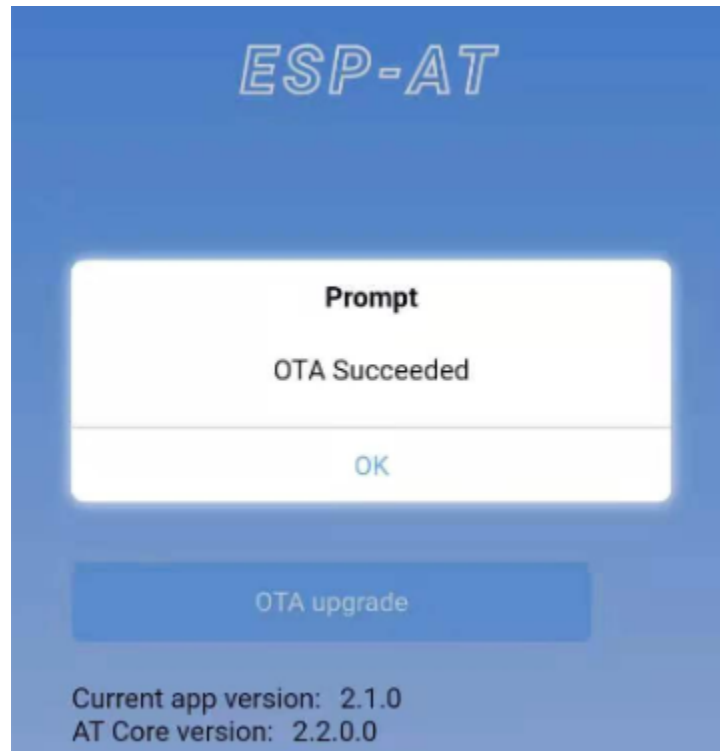 ESP-AT
Prompt
OTA Succeeded
OK
OTA upgrade
Current app version: 2.1.0
AT Core version: 2.2.0.0